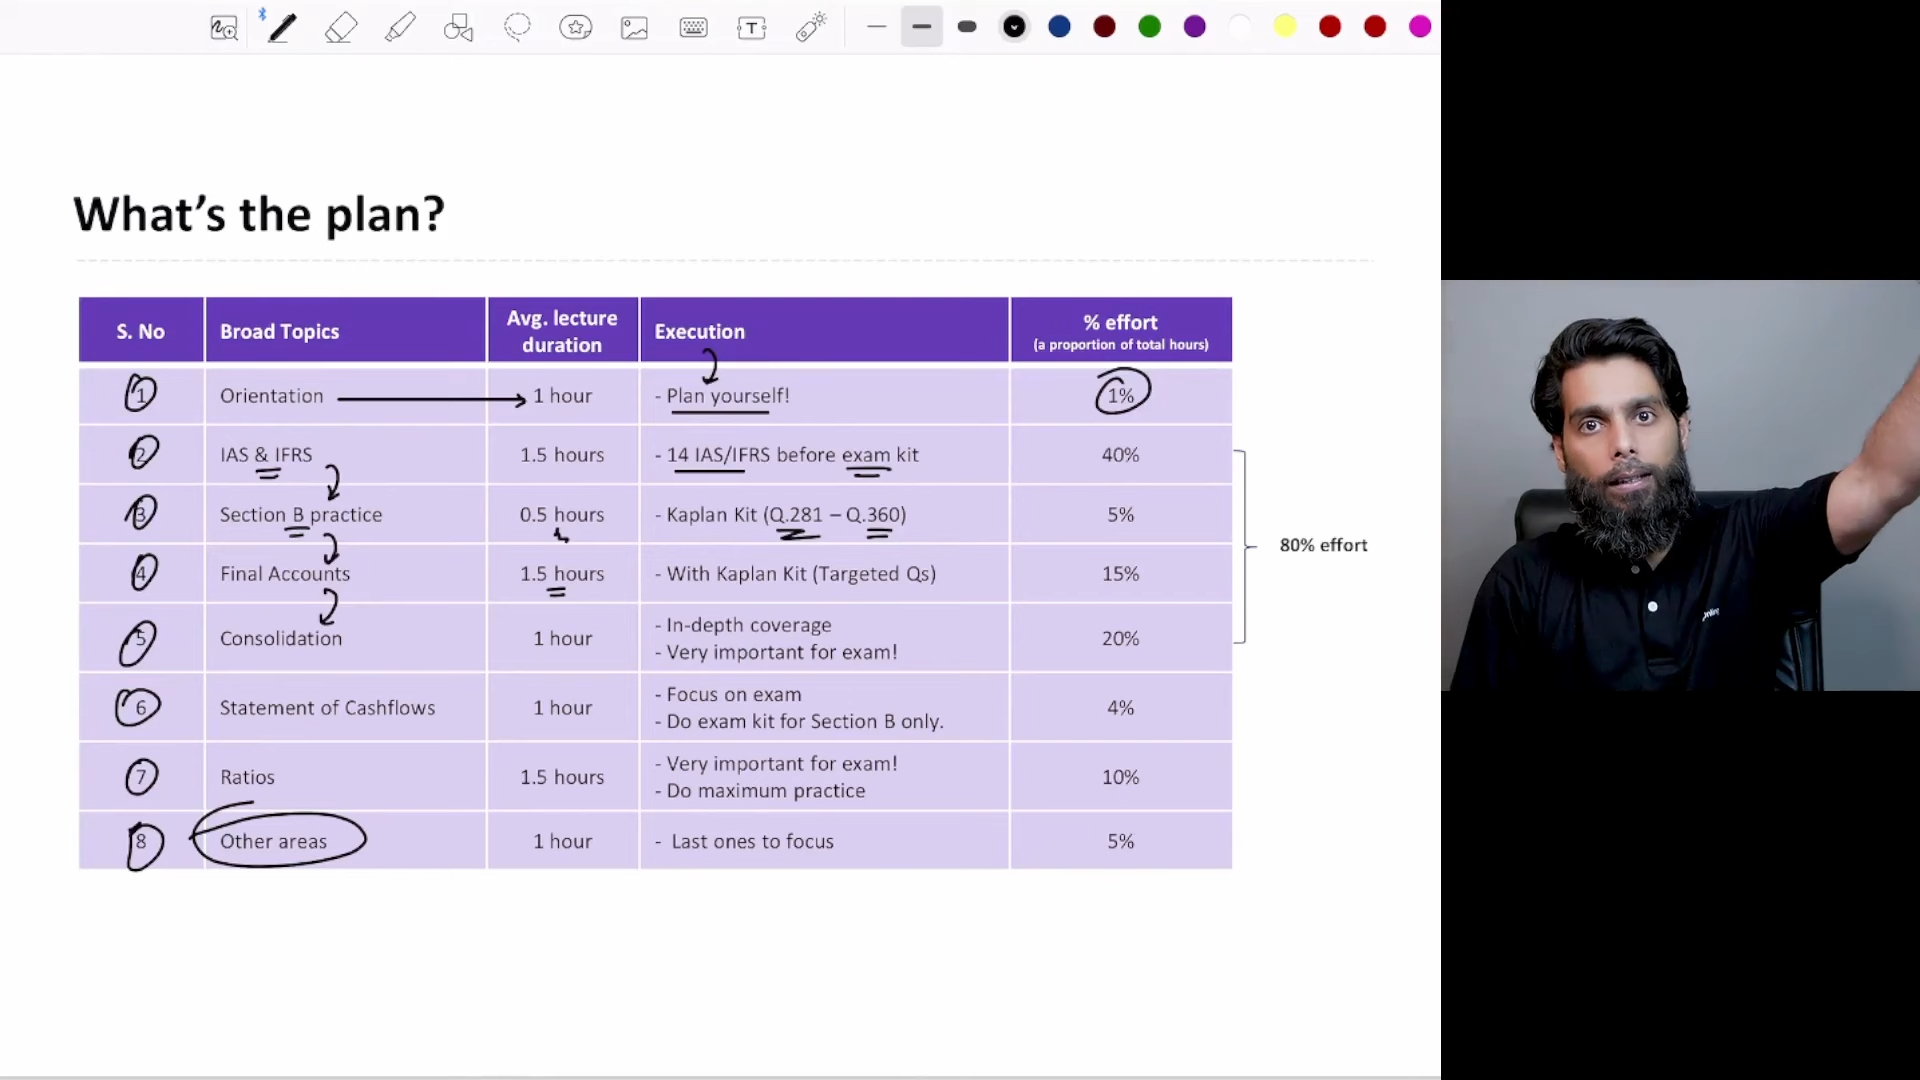 What's the plan?
S. No Broad Topics Avg. lecture duration Execution % effort (a proportion of total hours)
1 Orientation 1 hour - Plan yourself! 1%
2 IAS & IFRS 1.5 hours - 14 IAS/IFRS before exam kit 40%
3 Section B practice 0.5 hours - Kaplan Kit (Q.281 – Q.360) 5%
80% effort
4 Final Accounts 1.5 hours - With Kaplan Kit (Targeted Qs) 15%
5 Consolidation 1 hour - In-depth coverage
- Very important for exam! 20%
6 Statement of Cashflows 1 hour - Focus on exam
- Do exam kit for Section B only. 4%
7 Ratios 1.5 hours - Very important for exam!
- Do maximum practice 10%
8 Other areas 1 hour - Last ones to focus 5%